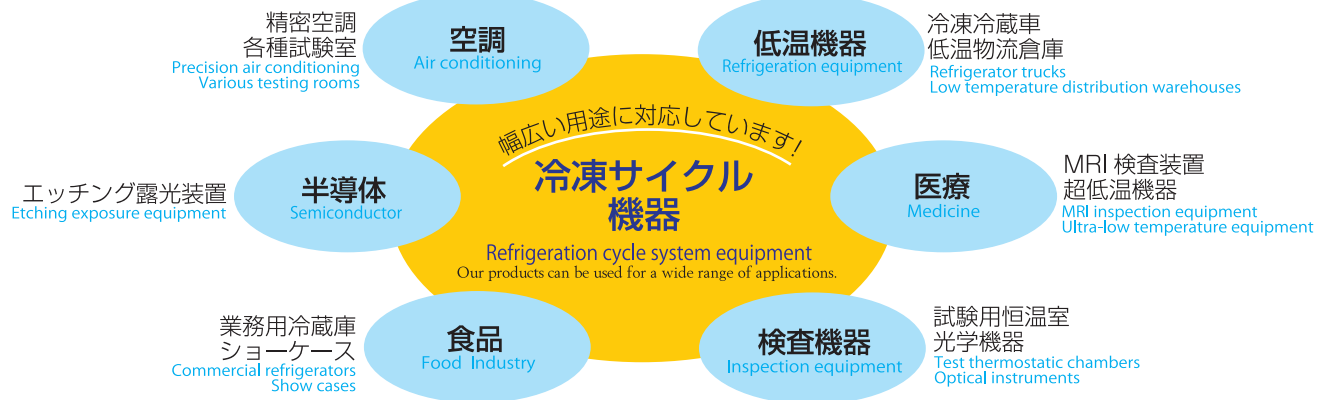 精密空調
各種試験室
Precision air conditioning
Various testing rooms
空調
Air conditioning
低温機器
Refrigeration equipment
冷凍冷蔵車
低温物流倉庫
Refrigerator trucks
Low temperature distribution warehouses
幅広い用途に対応しています!
冷凍サイクル
機器
Refrigeration cycle system equipment
Our products can be used for a wide range of applications.
エッチング露光装置
Etching exposure equipment
半導体
Semiconductor
医療
Medicine
MRI 検査装置
超低温機器
MRI inspection equipment
Ultra-low temperature equipment
業務用冷蔵庫
ショーケース
Commercial refrigerators
Show cases
食品
Food Industry
検査機器
Inspection equipment
試験用恒温室
光学機器
Test thermostatic chambers
Optical instruments